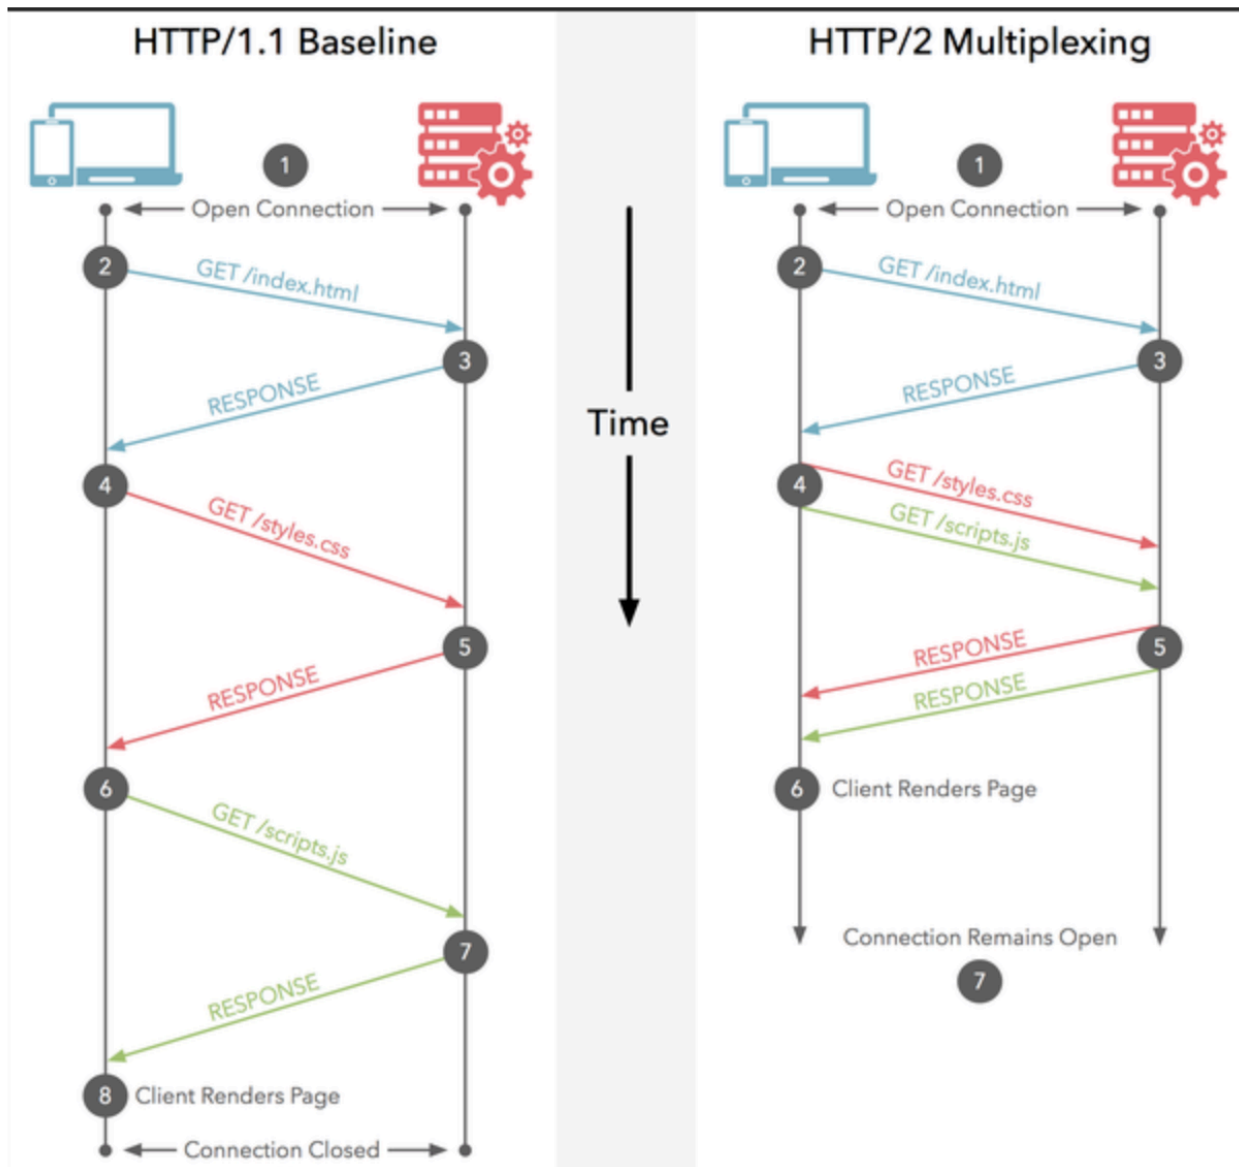 HTTP/1.1 Baseline
1
Open Connection
2
GET /index.html
3
RESPONSE
4
GET /styles.css
5
RESPONSE
6
GET /scripts.js
7
RESPONSE
8 Client Renders Page
Connection Closed
Time
HTTP/2 Multiplexing
1
Open Connection
2
GET /index.html
3
RESPONSE
4
GET /styles.css
GET /scripts.js
5
RESPONSE
RESPONSE
6 Client Renders Page
Connection Remains Open
7